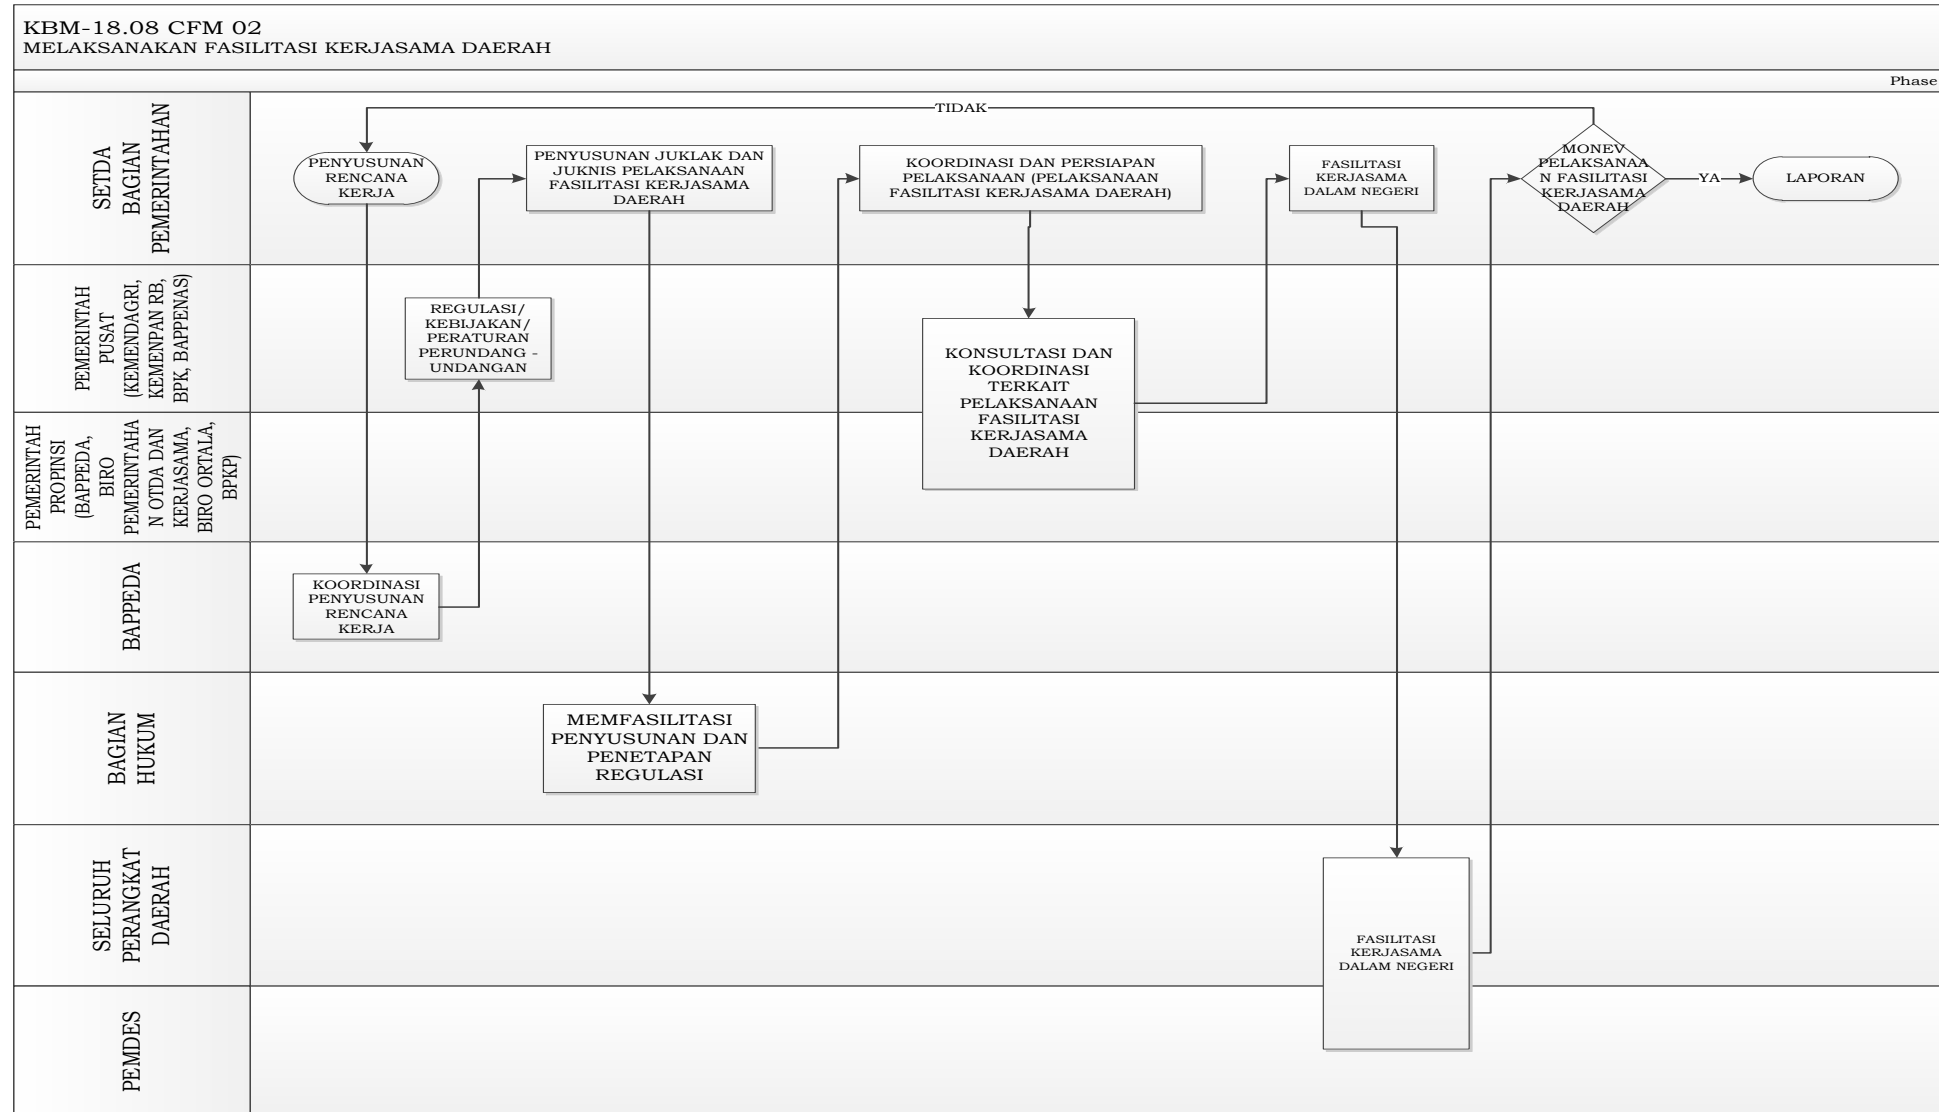 KBM-18.08 CFM 02
MELAKSANAKAN FASILITASI KERJASAMA DAERAH
Phase
SETDA
BAGIAN
PEMERINTAHAN
TIDAK
PENYUSUNAN
RENCANA
KERJA
PENYUSUNAN JUKLAK DAN
JUKNIS PELAKSANAAN
FASILITASI KERJASAMA
DAERAH
KOORDINASI DAN PERSIAPAN
PELAKSANAAN (PELAKSANAAN
FASILITASI KERJASAMA DAERAH)
FASILITASI
KERJASAMA
DALAM NEGERI
MONEV
PELAKSANAA
N FASILITASI
KERJASAMA
DAERAH
YA
LAPORAN
PEMERINTAH
PUSAT
(KEMENDAGRI,
KEMENPAN RB,
BPK, BAPPENAS)
REGULASI/
KEBIJAKAN/
PERATURAN
PERUNDANG -
UNDANGAN
KONSULTASI DAN
KOORDINASI
TERKAIT
PELAKSANAAN
FASILITASI
KERJASAMA
DAERAH
PEMERINTAH
PROPINSI
(BAPPEDA,
BIRO
PEMERINTAHA
N OTDA DAN
KERJASAMA,
BIRO ORTALA,
BPKP)
BAPPEDA
KOORDINASI
PENYUSUNAN
RENCANA
KERJA
BAGIAN
HUKUM
MEMFASILITASI
PENYUSUNAN DAN
PENETAPAN
REGULASI
SELURUH
PERANGKAT
DAERAH
FASILITASI
KERJASAMA
DALAM NEGERI
PEMDES